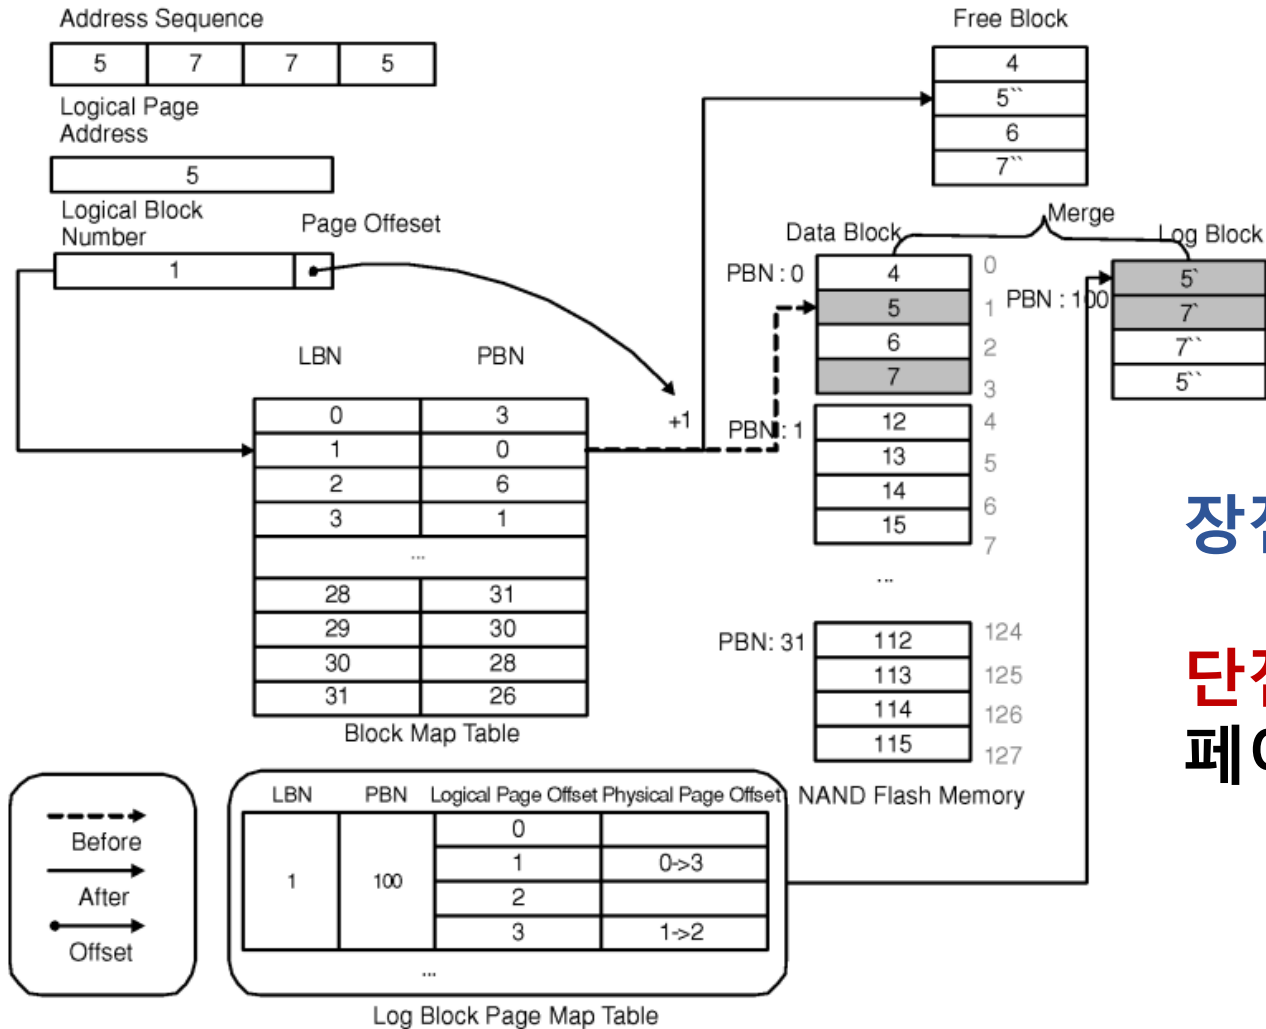 Address Sequence
5 7 7 5
Logical Page
Address
5
Logical Block
Number
Page Offeset
1
Free Block
4
5``
6
7``
Merge
Data Block
Log Block
PBN : 0
4
5
6
7
0
1
2
3
PBN : 100
5`
7`
7``
5``
+1
PBN : 1
12
13
14
15
4
5
6
7
...
PBN: 31
112
113
114
115
124
125
126
127
NAND Flash Memory
LBN PBN
0 3
1 0
2 6
3 1
...
28 31
29 30
30 28
31 26
Block Map Table
Before
After
Offset
LBN PBN Logical Page Offset Physical Page Offset
1 100
0
1 0->3
2
3 1->2
...
Log Block Page Map Table